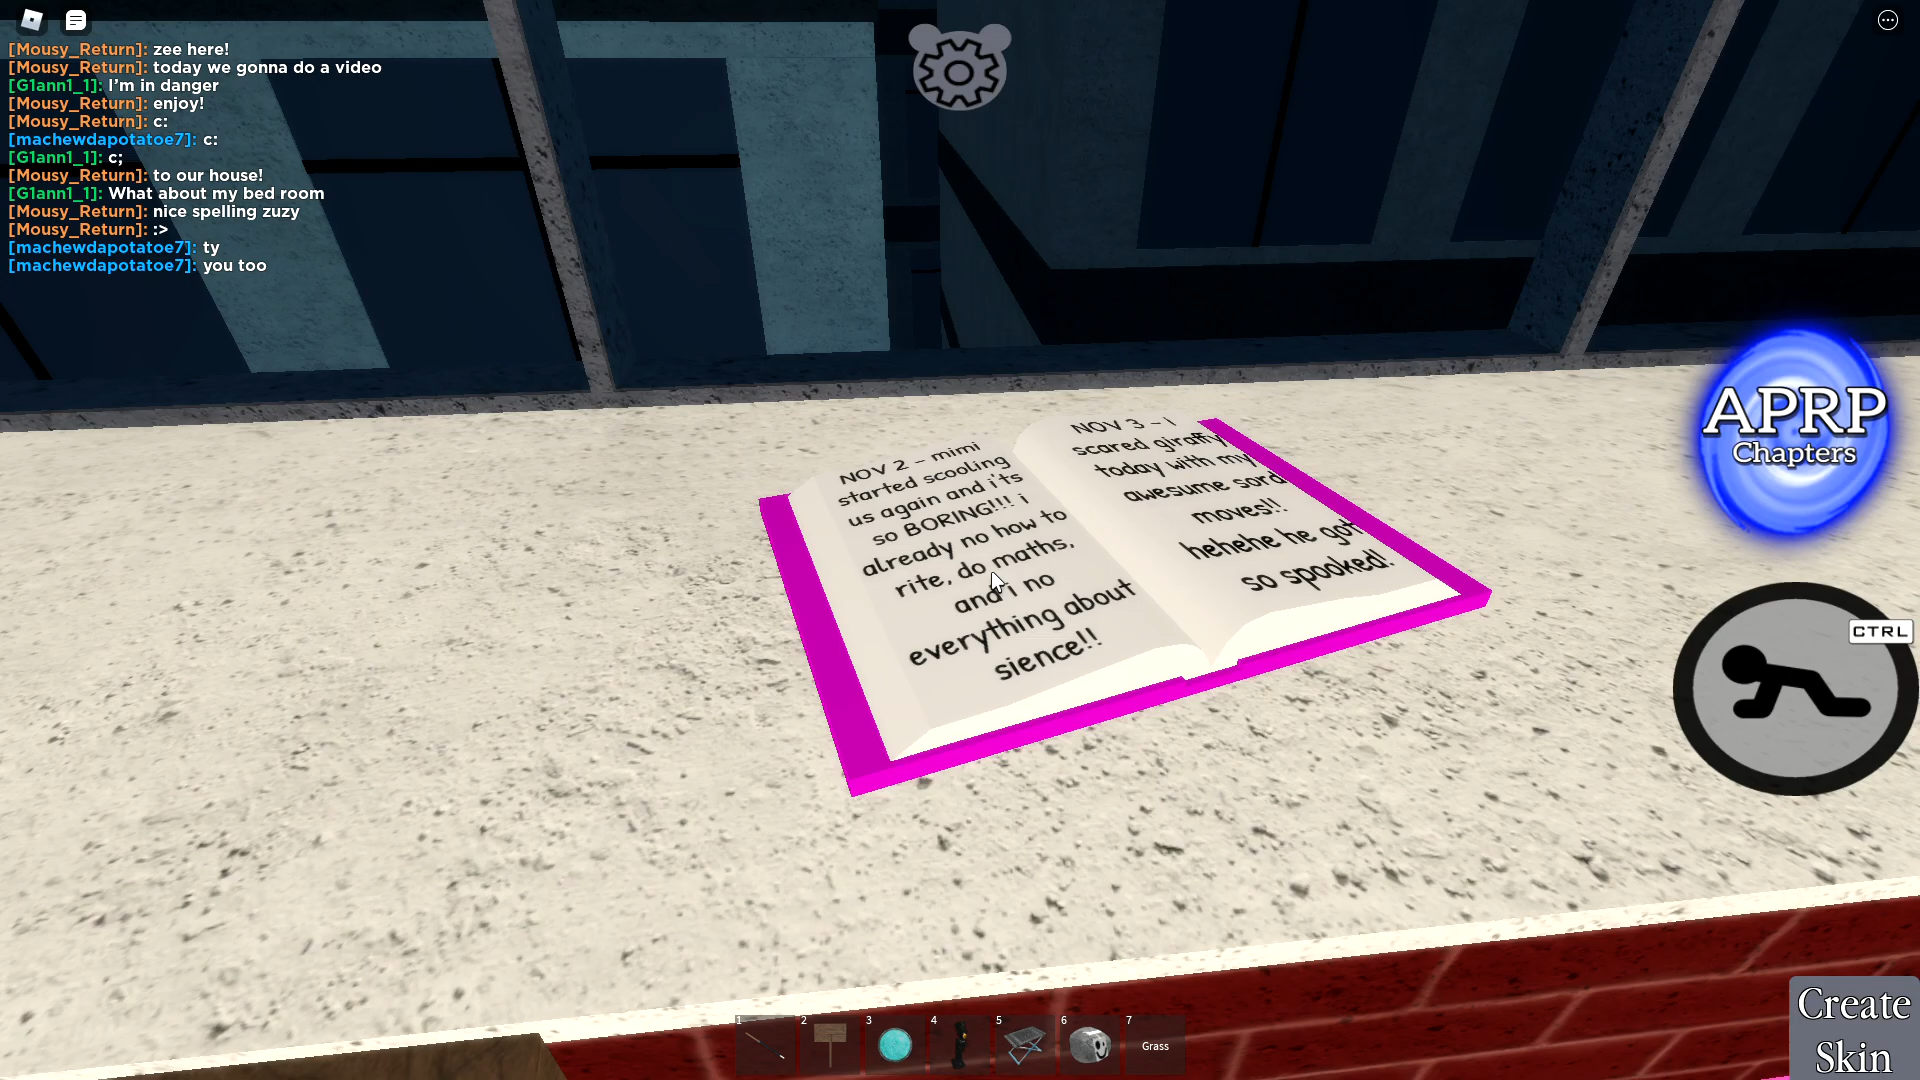 [Mousy_Return]: zee here!
[Mousy_Return]: today we gonna do a video
[G1ann1_1]: I'm in danger
[Mousy_Return]: enjoy!
[Mousy_Return]: c:
[machewdapotatoe7]: c:
[G1ann1_1]: c;
[Mousy_Return]: to our house!
[G1ann1_1]: What about my bed room
[Mousy_Return]: nice spelling zuzy
[Mousy_Return]: :>
[machewdapotatoe7]: ty
[machewdapotatoe7]: you too
NOV 2 - mimi
started scooling
us again and i'ts
so BORING!!! i
already no how to
rite, do maths,
and i no
everything about
sience!!
NOV 3 - I
scared giraffy
today with my
awesome sord
moves!!
hehehe he got
so spooked!
APRP
Chapters
CTRL
1
2
3
4
5
6
7
Grass
Create
Skin